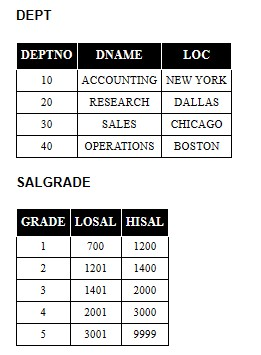 DEPT
DEPTNO DNAME LOC
10 ACCOUNTING NEW YORK
20 RESEARCH DALLAS
30 SALES CHICAGO
40 OPERATIONS BOSTON
SALGRADE
GRADE LOSAL HISAL
1 700 1200
2 1201 1400
3 1401 2000
4 2001 3000
5 3001 9999